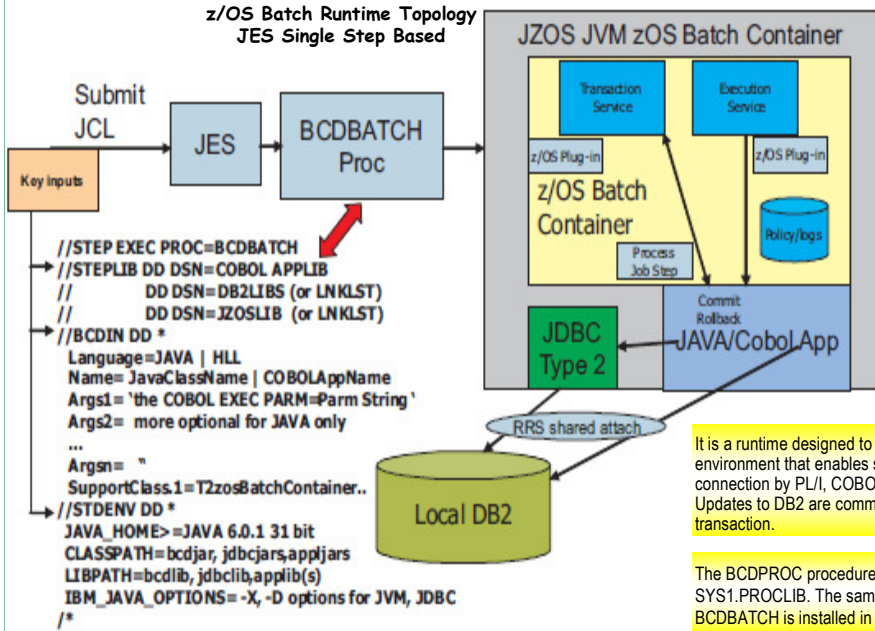 z/OS Batch Runtime Topology
JES Single Step Based
JZOS JVM zOS Batch Container
Submit
JCL
Key inputs
JES
BCDBATCH
Proc
Transaction
Service
Execution
Service
z/OS Plug-in
z/OS Plug-in
z/OS Batch
Container
Policy/logs
Process
Job Step
Commit
Rollback
JAVA/Cobol App
JDBC
Type 2
RRS shared attach
Local DB2
//STEP EXEC PROC=BCDBATCH
//STEPLIB DD DSN=COBOL APPLIB
// DD DSN=DB2LIBS (or LNKLST)
// DD DSN=JZOSLIB (or LNKLST)
//BCDIN DD *
Language=JAVA | HLL
Name= JavaClassName | COBOLAppName
Args1= 'the COBOL EXEC PARM=Parm String '
Args2= more optional for JAVA only
...
Argsn= "
SupportClass.1=T2zosBatchContainer..
//STDENV DD *
JAVA_HOME>=JAVA 6.0.1 31 bit
CLASSPATH=bcdjar, jdbcjars,appljars
LIBPATH=bcdlib, jdbclib,applib(s)
IBM_JAVA_OPTIONS= -X, -D options for JVM, JDBC
/*
It is a runtime designed to
environment that enables
connection by PL/I, COBO
Updates to DB2 are comm
transaction.
The BCDPROC procedure
SYS1.PROCLIB. The sam
BCDBATCH is installed in